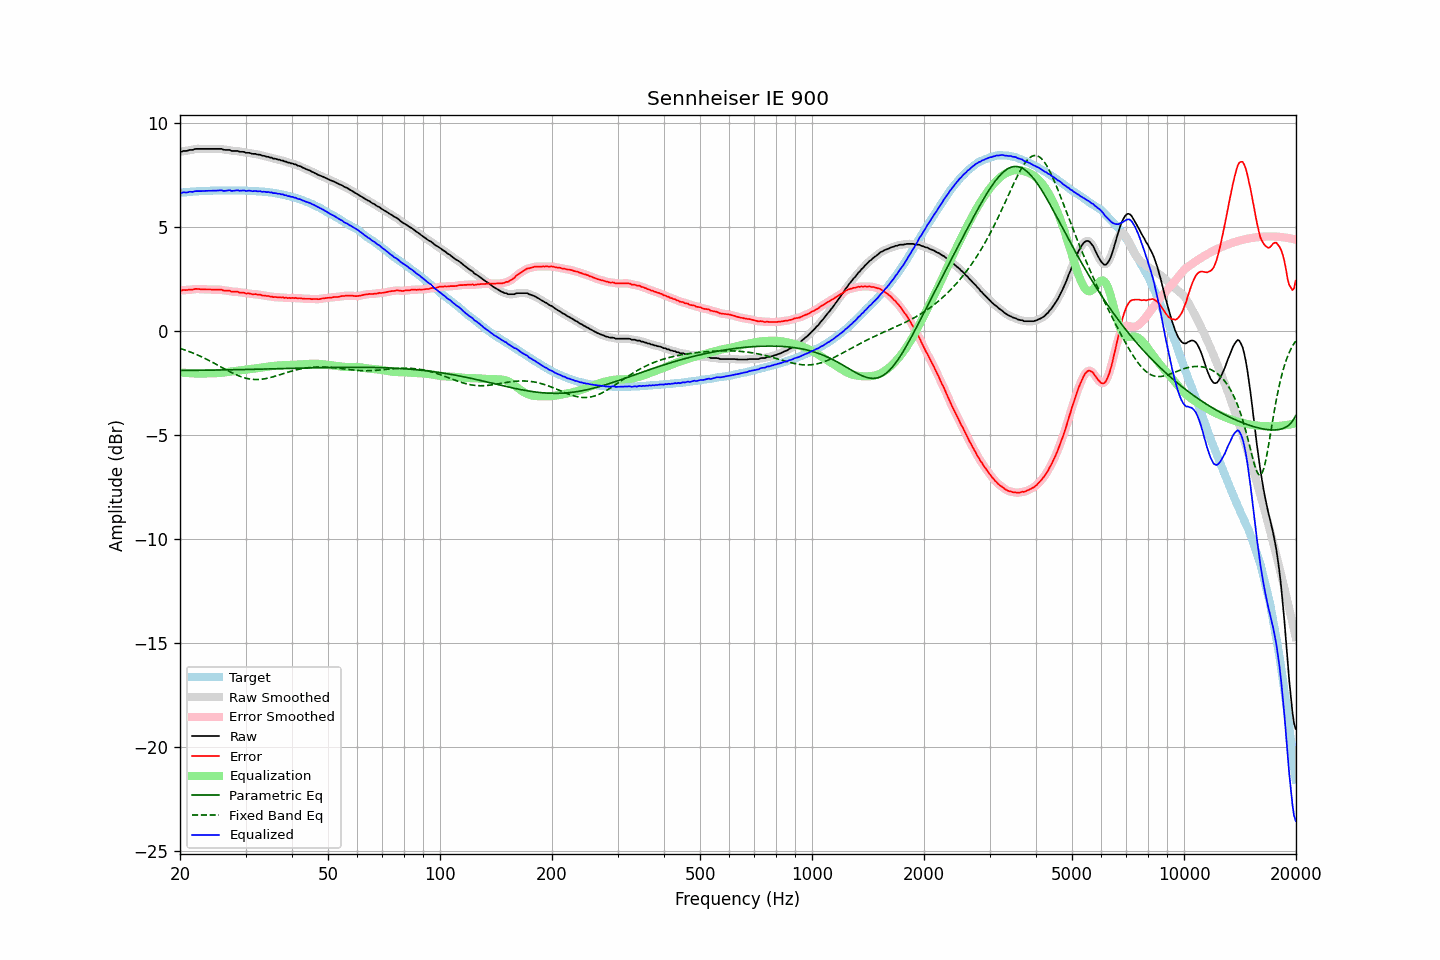 Sennheiser IE 900
Amplitude (dBr)
10
5
0
−5
−10
−15
−20
−25
Target
Raw Smoothed
Error Smoothed
Raw
Error
Equalization
Parametric Eq
Fixed Band Eq
Equalized
20 50 100 200 500 1000 2000 5000 10000 20000
Frequency (Hz)